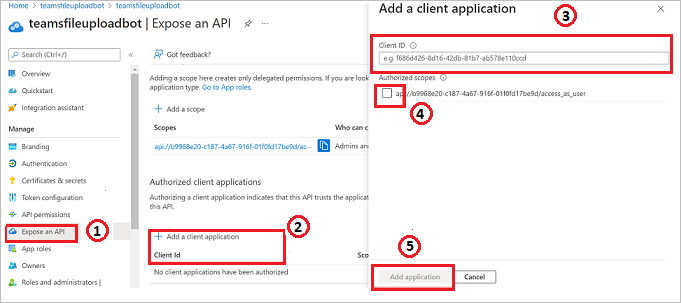 Home > teamsfileuploadbot > teamsfileuploadbot
teamsfileuploadbot | Expose an API
Search (Ctrl+/)
Overview
Quickstart
Integration assistant
Manage
Branding
Authentication
Certificates & secrets
Token configuration
API permissions
Expose an API
1
App roles
Owners
Roles and administrators |
Got feedback?
Adding a scope here creates only delegated permissions. If you are look
application type. Go to App roles.
Add a scope
Scopes
Who can c
api://b9968e20-c187-4a67-916f-01f0fd17be9d/ac...
Admins an
Authorized client applications
Authorizing a client application indicates that this API trusts the applicatio
this API.
2
Add a client application
Client Id
Sco
No client applications have been authorized
Add a client application
3
Client ID
e.g. f686d426-8d16-42db-81b7-ab578e110ccd
Authorized scopes
api://b9968e20-c187-4a67-916f-01f0fd17be9d/access_as_user
4
5
Add application
Cancel